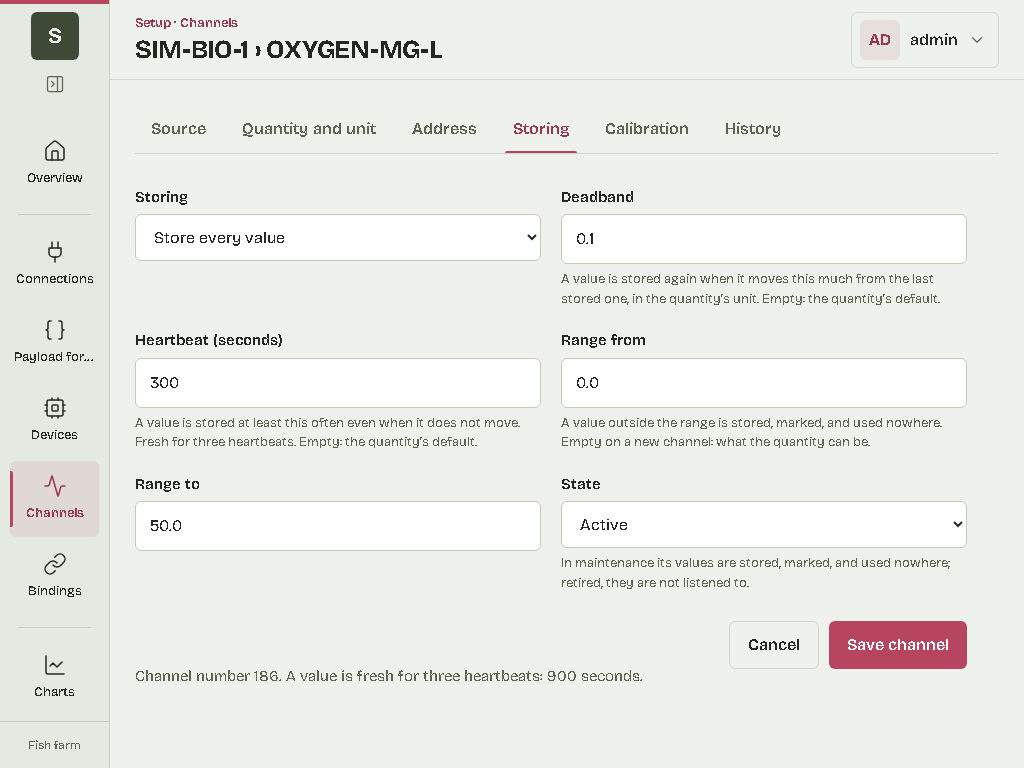 S
Setup · Channels
SIM-BIO-1 › OXYGEN-MG-L
AD admin
Overview
Connections
Payload for...
Devices
Channels
Bindings
Charts
Fish farm
Source Quantity and unit Address Storing Calibration History
Storing
Store every value
Deadband
0.1
A value is stored again when it moves this much from the last
stored one, in the quantity's unit. Empty: the quantity's default.
Heartbeat (seconds)
300
A value is stored at least this often even when it does not move.
Fresh for three heartbeats. Empty: the quantity's default.
Range from
0.0
A value outside the range is stored, marked, and used nowhere.
Empty on a new channel: what the quantity can be.
Range to
50.0
State
Active
In maintenance its values are stored, marked, and used nowhere;
retired, they are not listened to.
Cancel Save channel
Channel number 186. A value is fresh for three heartbeats: 900 seconds.